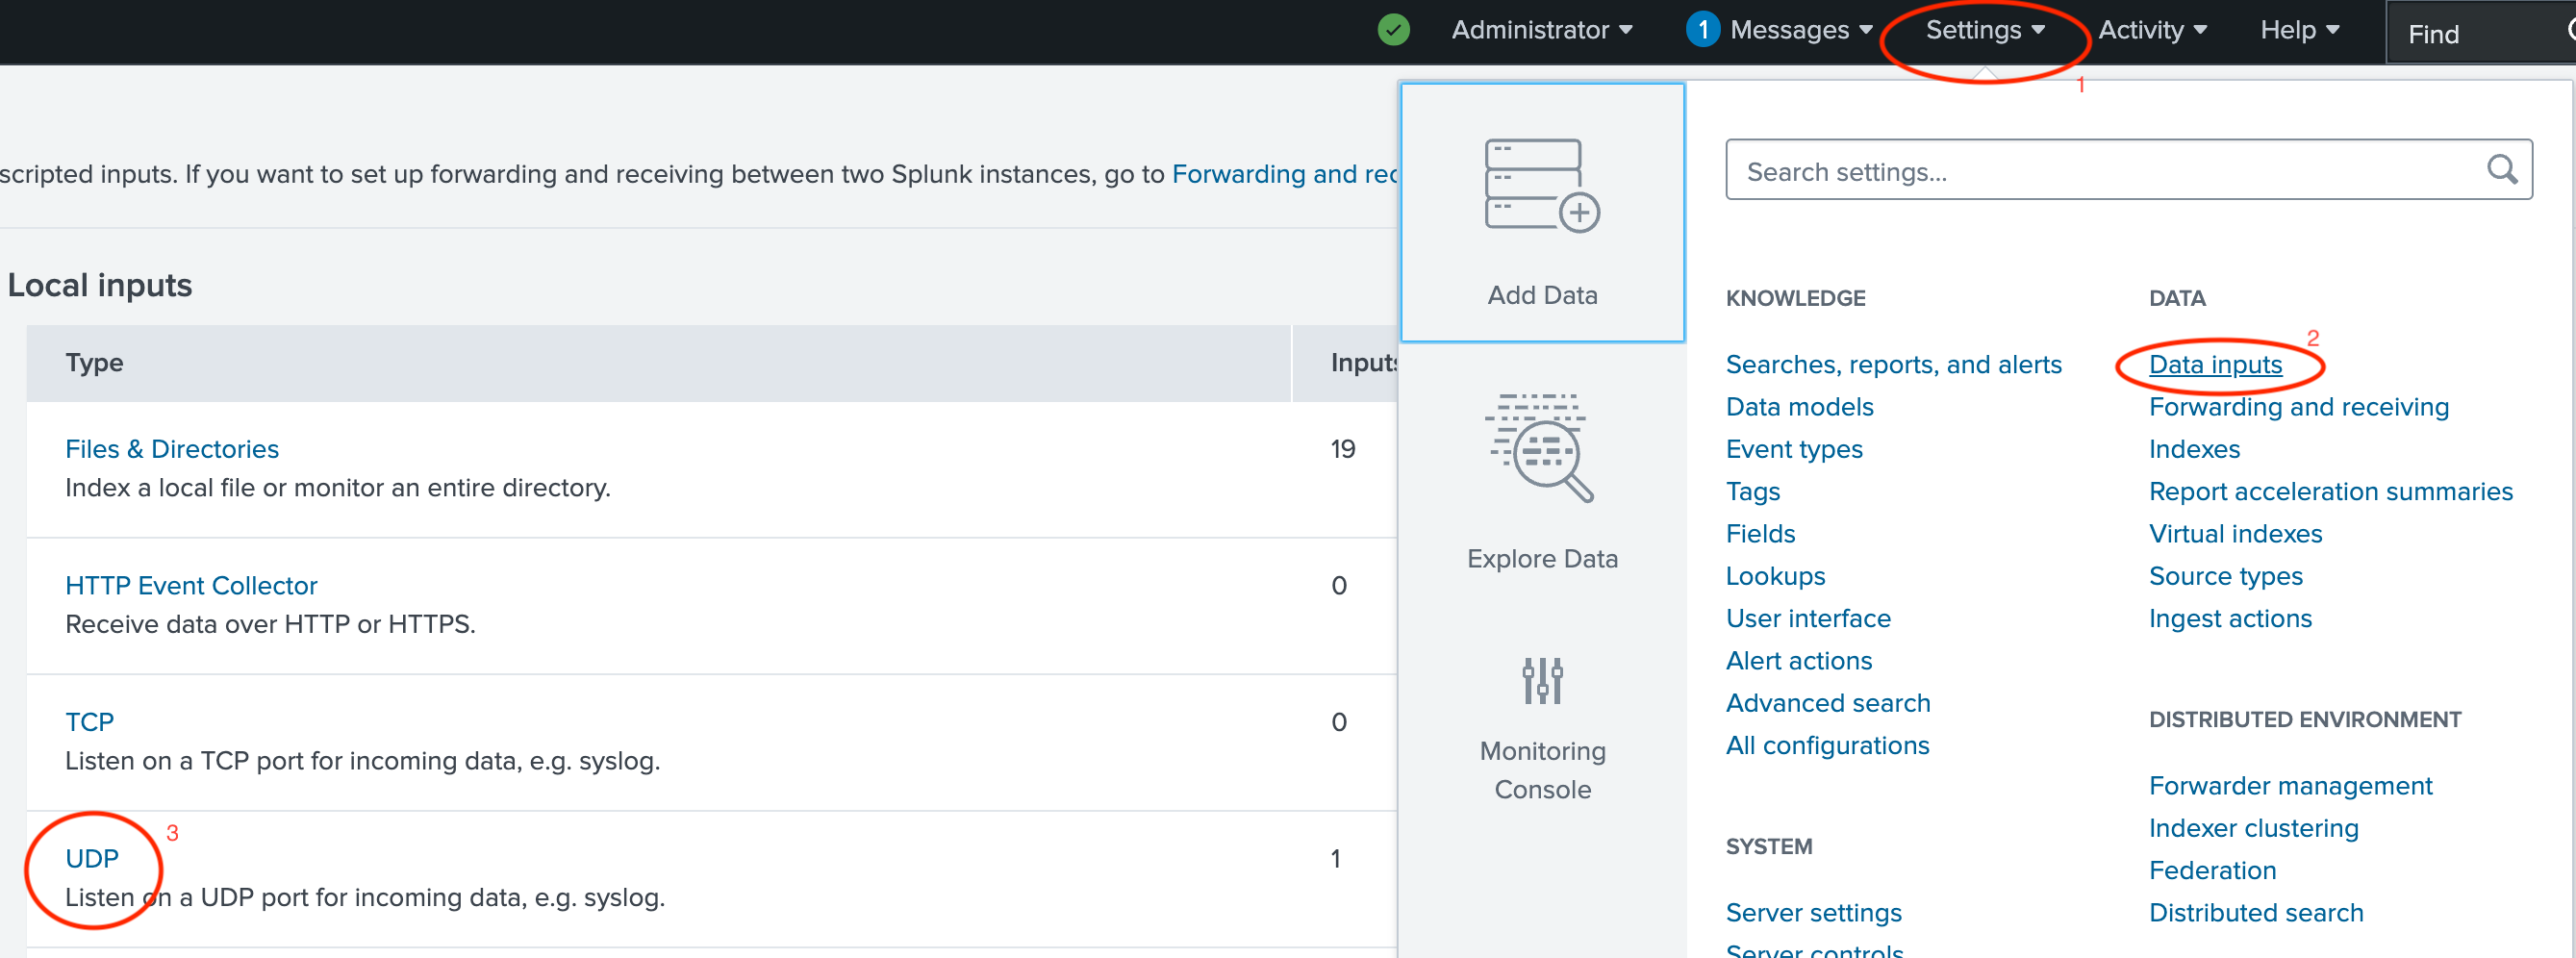 Administrator
1 Messages
Settings
Activity
Help
Find
1
scripted inputs. If you want to set up forwarding and receiving between two Splunk instances, go to Forwarding and rec
Local inputs
Type
Inputs
Files & Directories
19
Index a local file or monitor an entire directory.
HTTP Event Collector
0
Receive data over HTTP or HTTPS.
TCP
0
Listen on a TCP port for incoming data, e.g. syslog.
3
UDP
1
Listen on a UDP port for incoming data, e.g. syslog.
Add Data
Explore Data
Monitoring
Console
Search settings...
KNOWLEDGE
Searches, reports, and alerts
Data models
Event types
Tags
Fields
Lookups
User interface
Alert actions
Advanced search
All configurations
SYSTEM
Server settings
Server controls
DATA
2
Data inputs
Forwarding and receiving
Indexes
Report acceleration summaries
Virtual indexes
Source types
Ingest actions
DISTRIBUTED ENVIRONMENT
Forwarder management
Indexer clustering
Federation
Distributed search